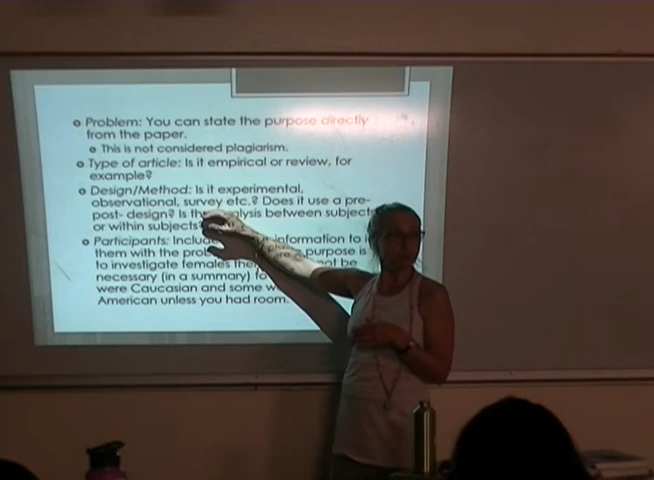 Problem: You can state the purpose directly
from the paper.
This is not considered plagiarism.
Type of article: Is it empirical or review, for
example?
Design/Method: Is it experimental,
observational, survey etc.? Does it use a pre-
post- design? Is the analysis between subjects
or within subjects?
Participants: information to
them with the purpose is
to investigate females
necessary (in a summary)
were Caucasian and some
American unless you had room.